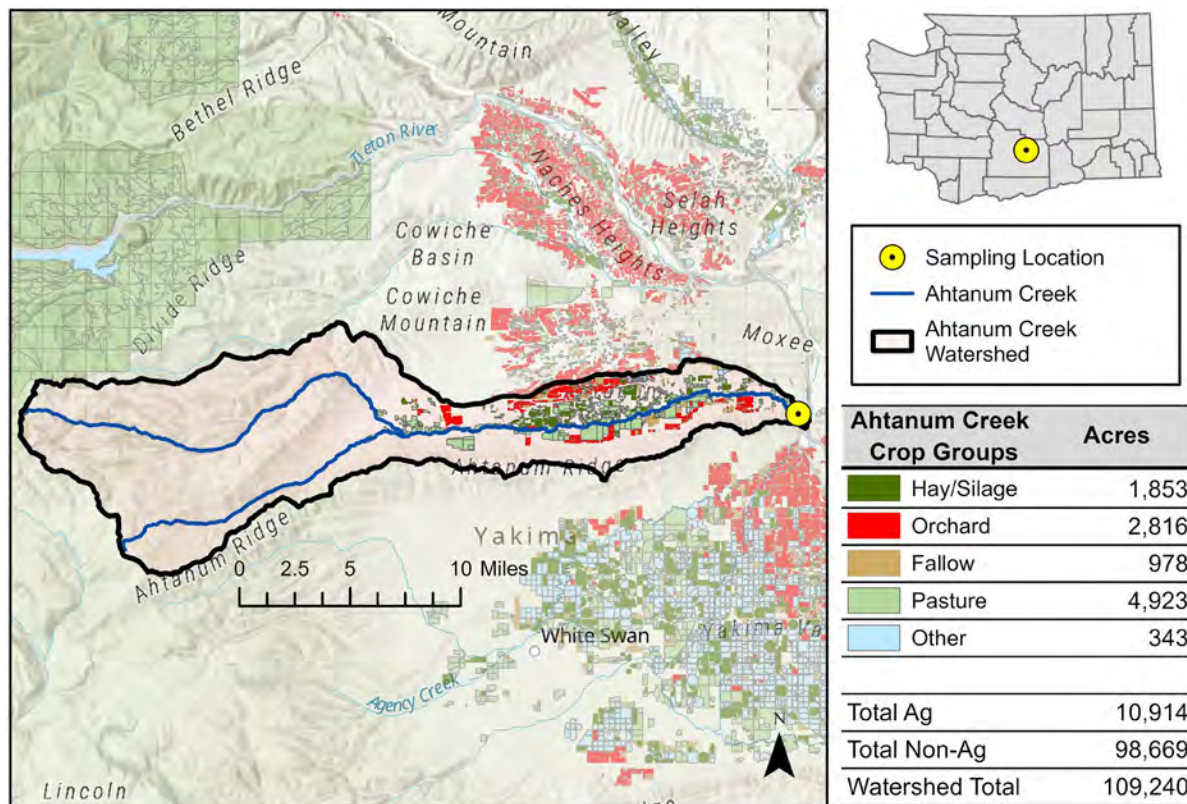 Mountain
Valley
Bethel Ridge
Tieton River
Naches Heights
Selah
Heights
Cowiche
Basin
Divide Ridge
Cowiche
Mountain
Moxee
Ahtanum Ridge
Yakima
Ahtanum Ridge
0 2.5 5 10 Miles
White Swan
Yakima Va
Agency Creek
N
Lincoln
Sampling Location
Ahtanum Creek
Ahtanum Creek
Watershed
Ahtanum Creek
Crop Groups
Acres
Hay/Silage 1,853
Orchard 2,816
Fallow 978
Pasture 4,923
Other 343
Total Ag 10,914
Total Non-Ag 98,669
Watershed Total 109,240